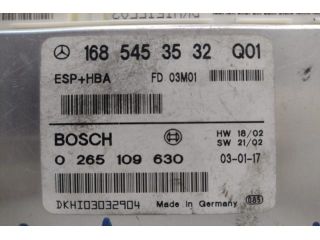 168 545 35 32 Q01
ESP+HBA FD 03M01
BOSCH HW 18/02
SW 21/02
0 265 109 630 03-01-17
DKHI03032904 Made in Germany 085